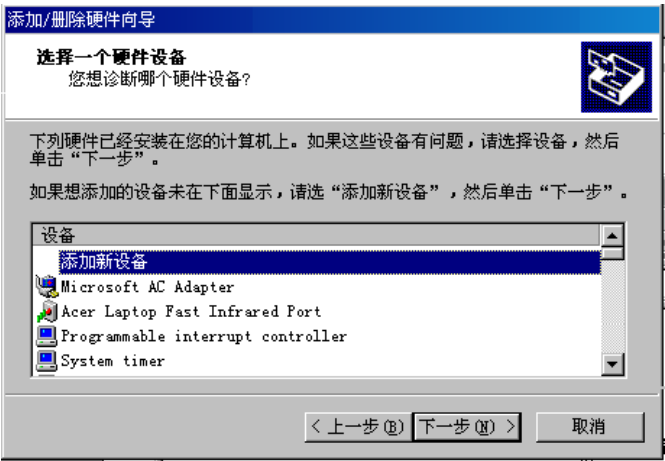 添加/删除硬件向导
选择一个硬件设备
您想诊断哪个硬件设备?
下列硬件已经安装在您的计算机上。如果这些设备有问题，请选择设备，然后
单击“下一步”。
如果想添加的设备未在下面显示，请选“添加新设备”，然后单击“下一步”。
设备
添加新设备
Microsoft AC Adapter
Acer Laptop Fast Infrared Port
Programmable interrupt controller
System timer
< 上一步(B) 下一步(N) > 取消